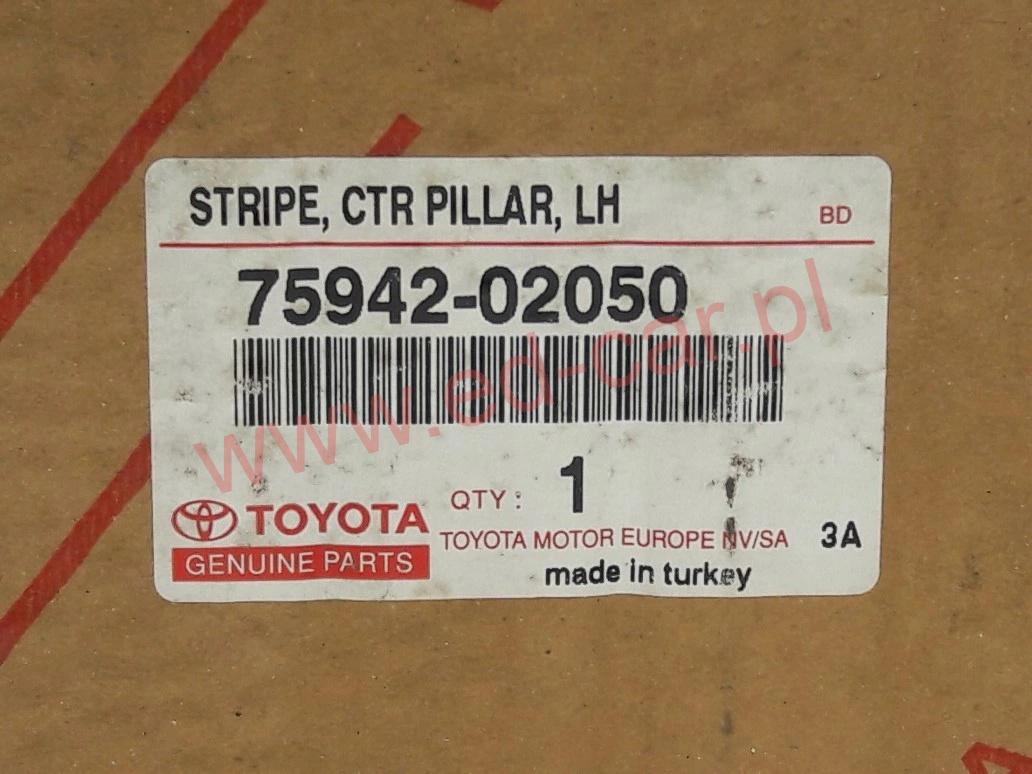 STRIPE, CTR PILLAR, LH
BD
75942-02050
www.ed-car.pl
QTY : 1
TOYOTA
TOYOTA MOTOR EUROPE NV/SA
3A
GENUINE PARTS
made in turkey